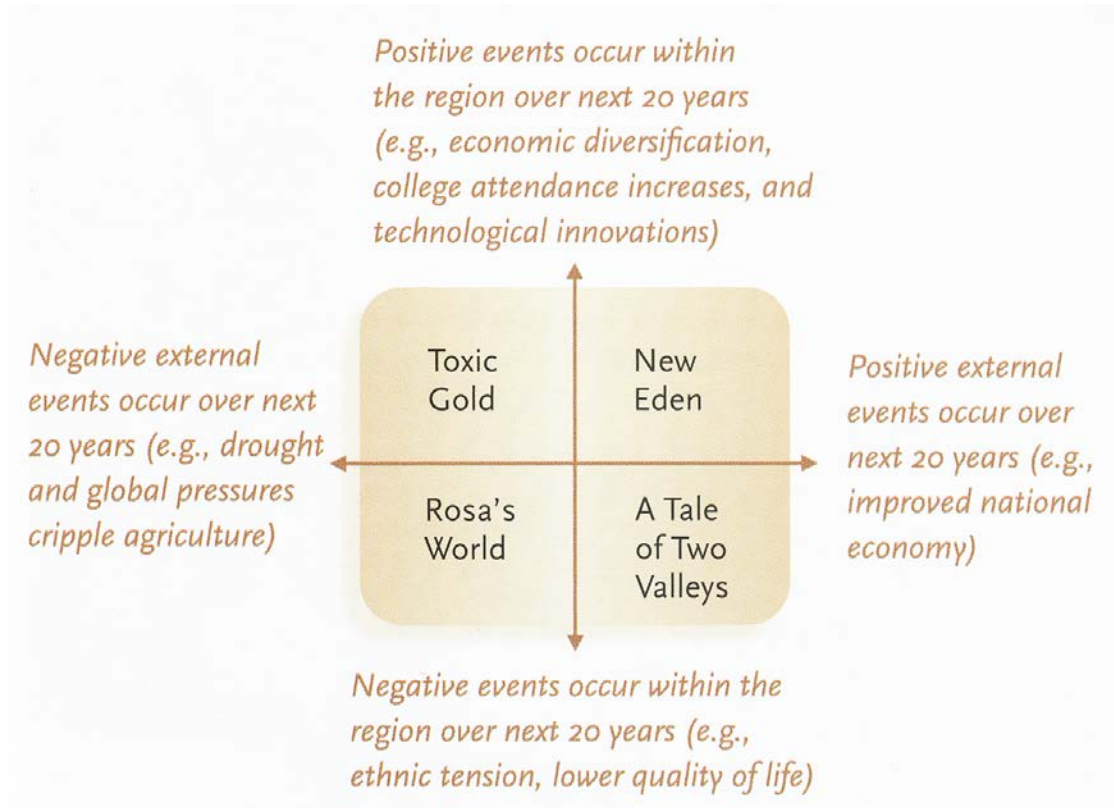 Positive events occur within
the region over next 20 years
(e.g., economic diversification,
college attendance increases, and
technological innovations)
Negative external
events occur over next
20 years (e.g., drought
and global pressures
cripple agriculture)
Toxic
Gold
New
Eden
Rosa's
World
A Tale
of Two
Valleys
Positive external
events occur over
next 20 years (e.g.,
improved national
economy)
Negative events occur within the
region over next 20 years (e.g.,
ethnic tension, lower quality of life)